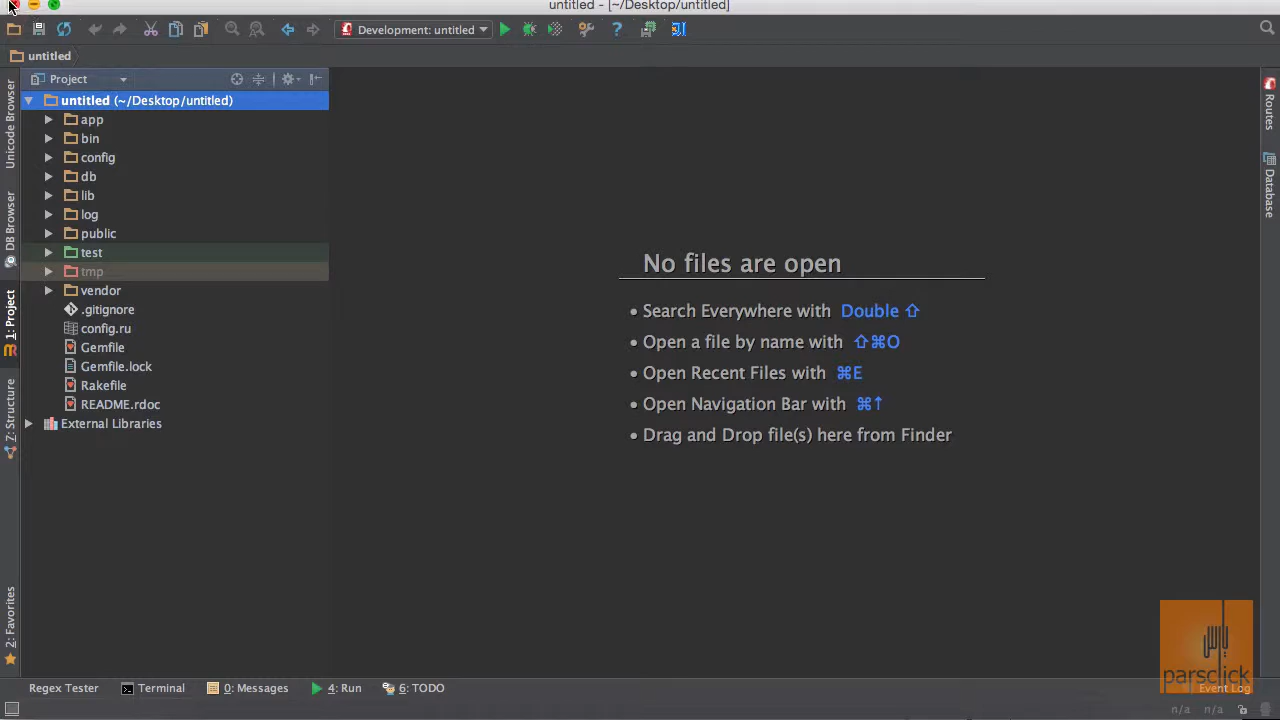 untitled - [~/Desktop/untitled]
Development: untitled
untitled
Project
untitled (~/Desktop/untitled)
app
bin
config
db
lib
log
public
test
tmp
vendor
.gitignore
config.ru
Gemfile
Gemfile.lock
Rakefile
README.rdoc
External Libraries
Unicode Browser
DB Browser
1: Project
7: Structure
2: Favorites
No files are open
• Search Everywhere with Double ⇧
• Open a file by name with ⇧⌘O
• Open Recent Files with ⌘E
• Open Navigation Bar with ⌘↑
• Drag and Drop file(s) here from Finder
Routes
Database
parsclick
Regex Tester
Terminal
0: Messages
4: Run
6: TODO
Event Log
n/a
n/a